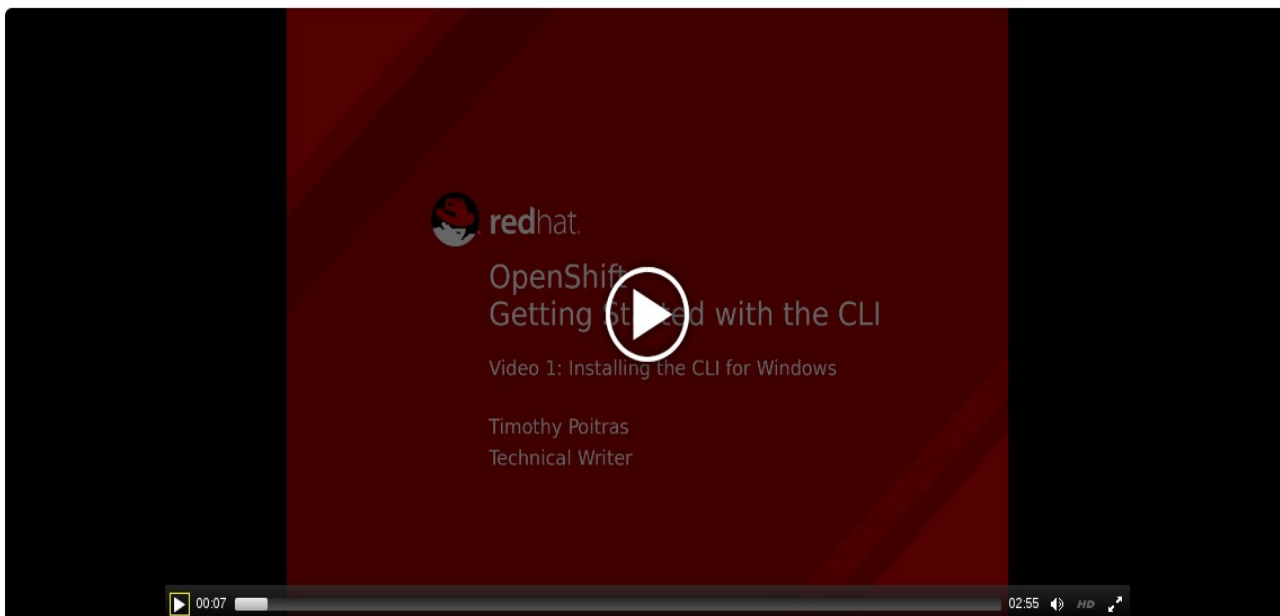 redhat.
OpenShift
Getting Started with the CLI
Video 1: Installing the CLI for Windows
Timothy Poitras
Technical Writer
00:07
02:55
HD